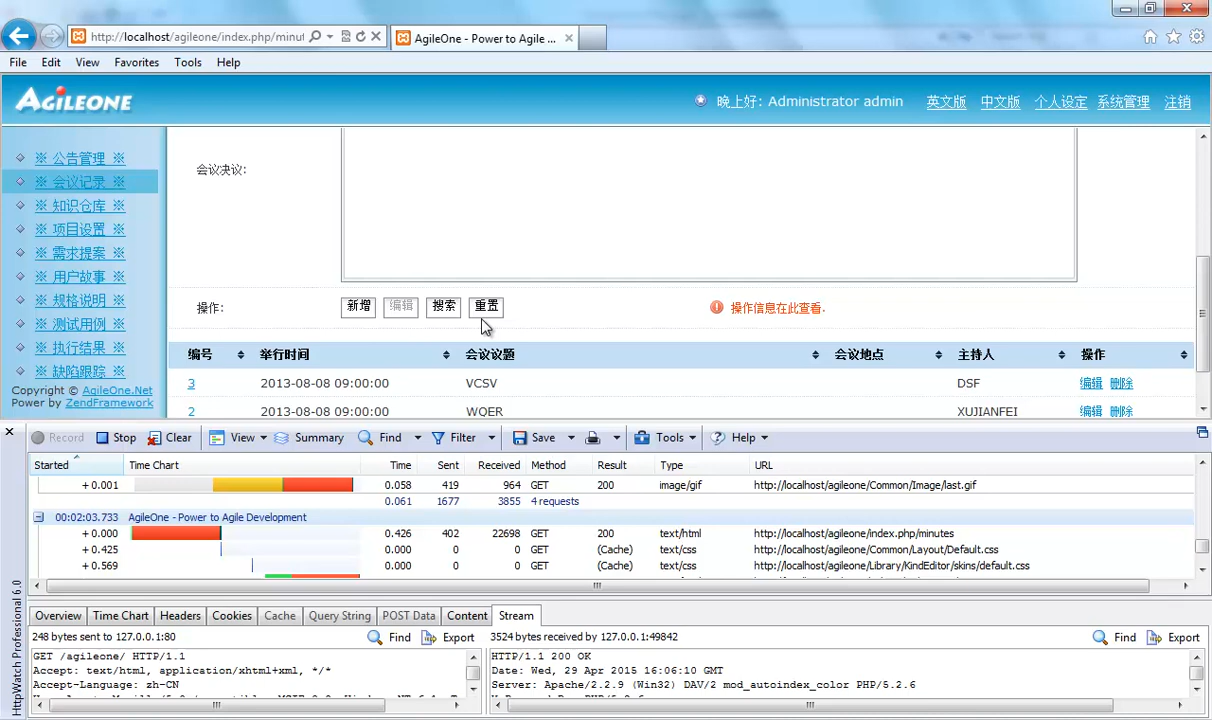 http://localhost/agileone/index.php/minut
AgileOne - Power to Agile ...
File Edit View Favorites Tools Help
AGILEONE
晚上好: Administrator admin 英文版 中文版 个人设定 系统管理 注销
※ 公告管理 ※
※ 会议记录 ※
※ 知识仓库 ※
※ 项目设置 ※
※ 需求提案 ※
※ 用户故事 ※
※ 规格说明 ※
※ 测试用例 ※
※ 执行结果 ※
※ 缺陷跟踪 ※
Copyright © AgileOne.Net
Power by ZendFramework
会议决议:
操作: 新增 编辑 搜索 重置 操作信息在此查看.
编号 举行时间 会议议题 会议地点 主持人 操作
3 2013-08-08 09:00:00 VCSV DSF 编辑 删除
2 2013-08-08 09:00:00 WQER XUJIANFEI 编辑 删除
Record Stop Clear View Summary Find Filter Save Tools Help
Started Time Chart Time Sent Received Method Result Type URL
+ 0.001 0.058 419 964 GET 200 image/gif http://localhost/agileone/Common/Image/last.gif
0.061 1677 3855 4 requests
00:02:03.733 AgileOne - Power to Agile Development
+ 0.000 0.426 402 22698 GET 200 text/html http://localhost/agileone/index.php/minutes
+ 0.425 0.000 0 0 GET (Cache) text/css http://localhost/agileone/Common/Layout/Default.css
+ 0.569 0.000 0 0 GET (Cache) text/css http://localhost/agileone/Library/KindEditor/skins/default.css
HttpWatch Professional 6.0
Overview Time Chart Headers Cookies Cache Query String POST Data Content Stream
248 bytes sent to 127.0.0.1:80 Find Export 3524 bytes received by 127.0.0.1:49842 Find Export
GET /agileone/ HTTP/1.1
Accept: text/html, application/xhtml+xml, */*
Accept-Language: zh-CN
HTTP/1.1 200 OK
Date: Wed, 29 Apr 2015 16:06:10 GMT
Server: Apache/2.2.9 (Win32) DAV/2 mod_autoindex_color PHP/5.2.6